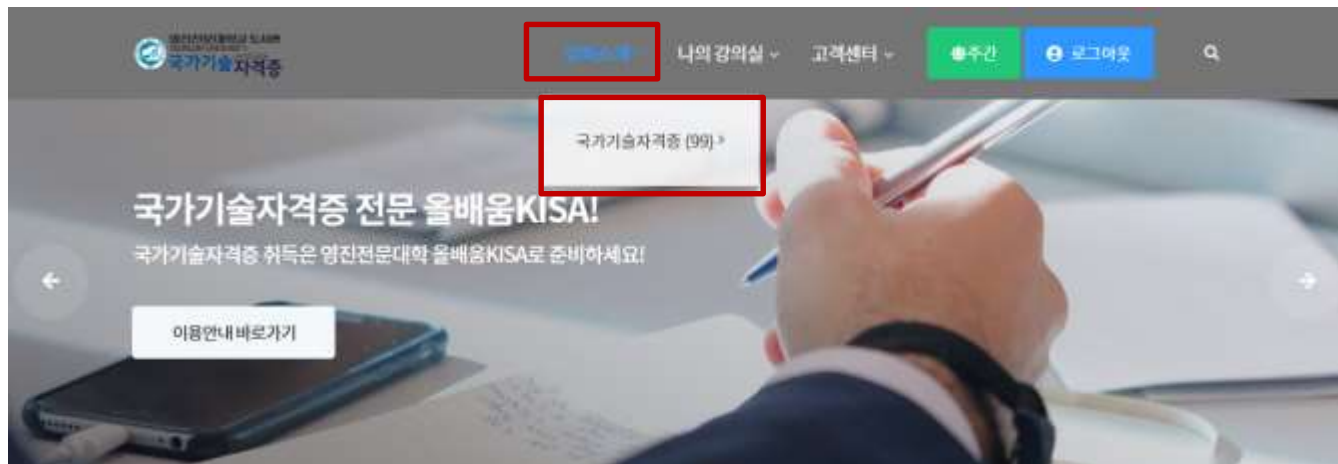 국가기술자격증
나의 강의실
고객센터
주간
로그아웃
국가기술자격증 (99)
국가기술자격증 전문 올배움KISA!
국가기술자격증 취득은 영진전문대학 올배움KISA로 준비하세요!
이용안내 바로가기